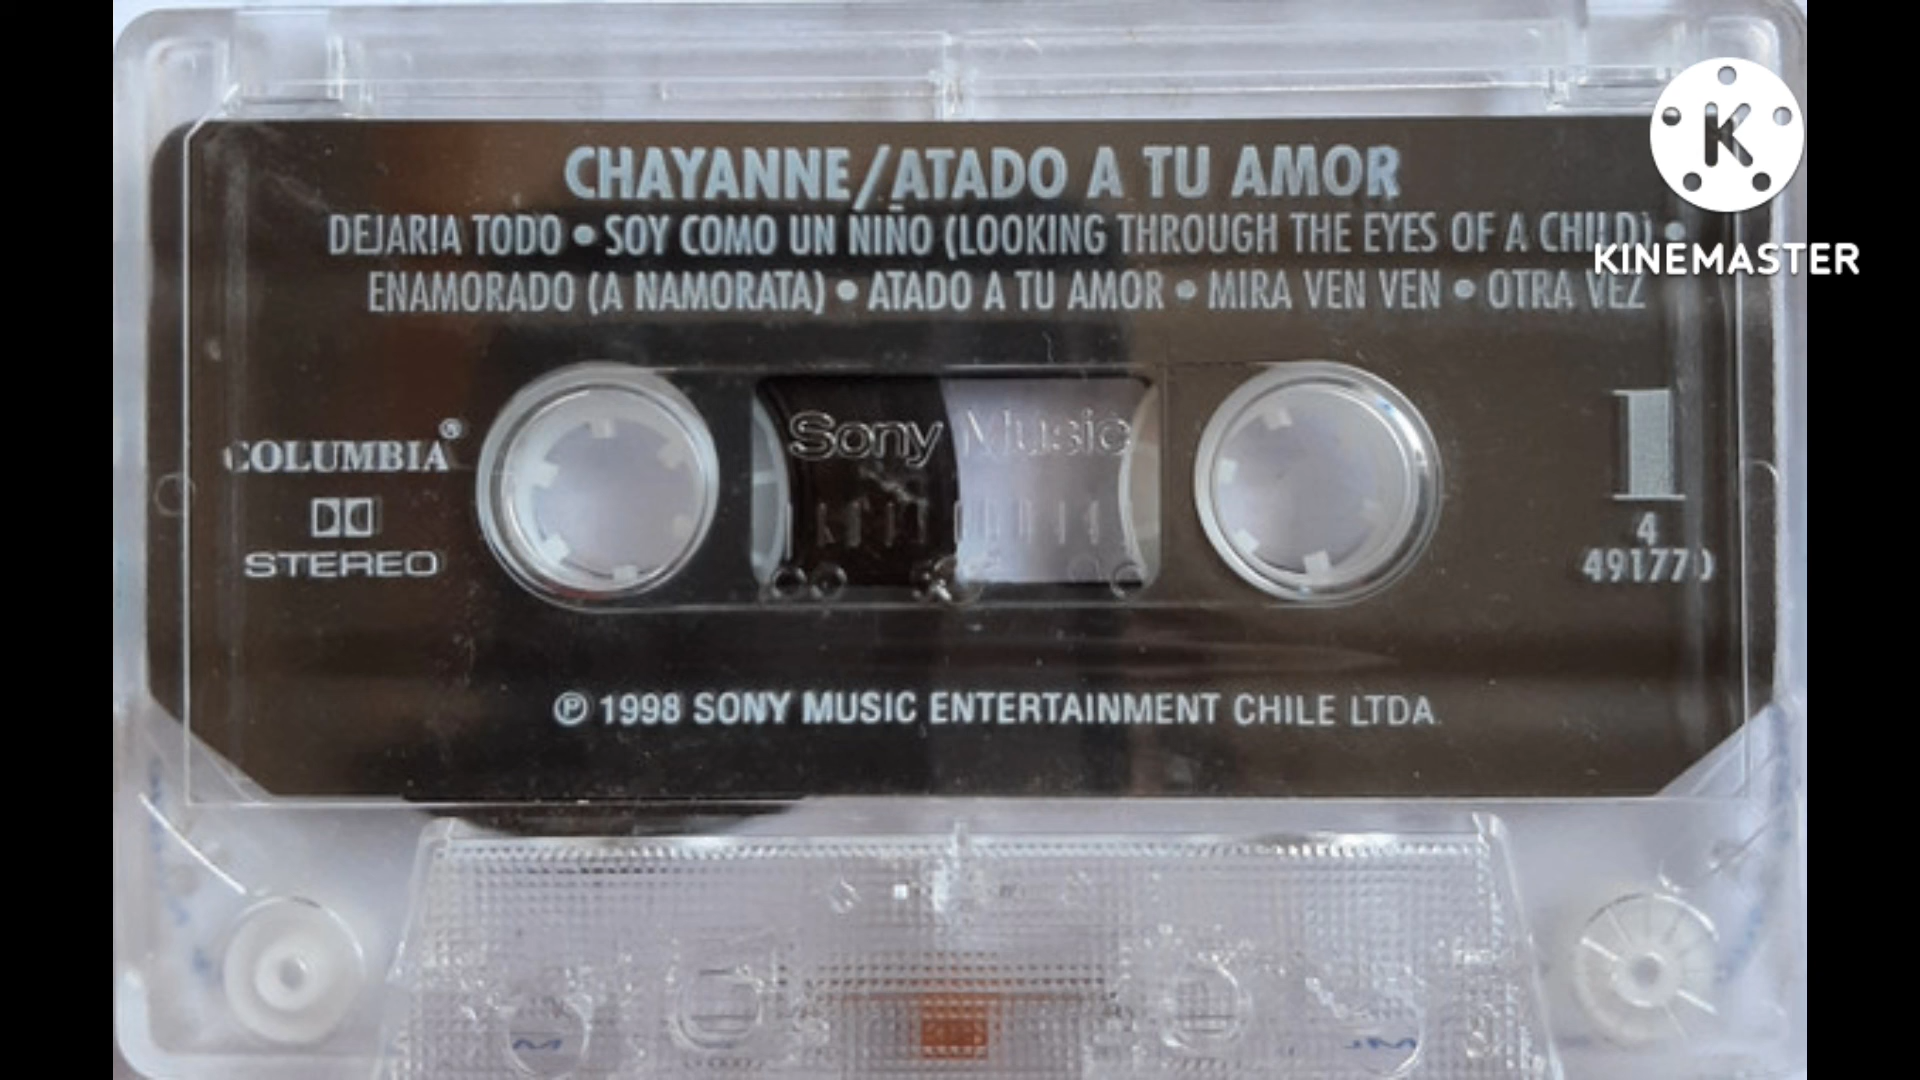 CHAYANNE/ATADO A TU AMOR
DEJARIA TODO • SOY COMO UN NIÑO (LOOKING THROUGH THE EYES OF A CHILD) •
ENAMORADO (A NAMORATA) • ATADO A TU AMOR • MIRA VEN VEN • OTRA VEZ
K
KINEMASTER
Sony Music
COLUMBIA®
STEREO
1
4
491770
℗ 1998 SONY MUSIC ENTERTAINMENT CHILE LTDA.